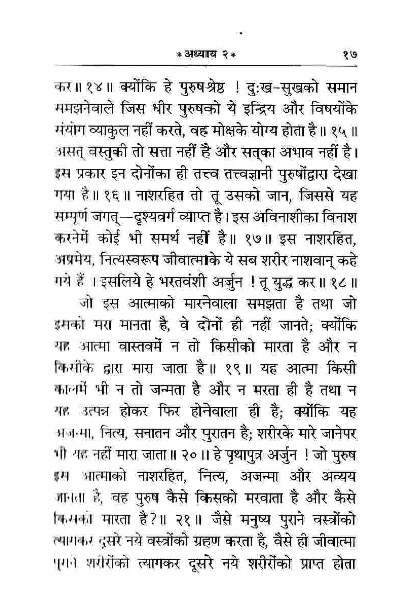 * अध्याय २ * १७
कर॥ १४॥ क्योंकि हे पुरुषश्रेष्ठ ! दुःख-सुखको समान
समझनेवाले जिस धीर पुरुषको ये इन्द्रिय और विषयोंके
संयोग व्याकुल नहीं करते, वह मोक्षके योग्य होता है॥ १५॥
असत् वस्तुकी तो सत्ता नहीं है और सत्‌का अभाव नहीं है।
इस प्रकार इन दोनोंका ही तत्त्व तत्त्वज्ञानी पुरुषोंद्वारा देखा
गया है॥ १६॥ नाशरहित तो तू उसको जान, जिससे यह
सम्पूर्ण जगत्—दृश्यवर्ग व्याप्त है। इस अविनाशीका विनाश
करनेमें कोई भी समर्थ नहीं है॥ १७॥ इस नाशरहित,
अप्रमेय, नित्यस्वरूप जीवात्माके ये सब शरीर नाशवान् कहे
गये हैं। इसलिये हे भरतवंशी अर्जुन ! तू युद्ध कर॥ १८॥
जो इस आत्माको मारनेवाला समझता है तथा जो
इसको मरा मानता है, वे दोनों ही नहीं जानते; क्योंकि
यह आत्मा वास्तवमें न तो किसीको मारता है और न
किसीके द्वारा मारा जाता है॥ १९॥ यह आत्मा किसी
कालमें भी न तो जन्मता है और न मरता ही है तथा न
यह उत्पन्न होकर फिर होनेवाला ही है; क्योंकि यह
अजन्मा, नित्य, सनातन और पुरातन है; शरीरके मारे जानेपर
भी यह नहीं मारा जाता॥ २०॥ हे पृथापुत्र अर्जुन ! जो पुरुष
इस आत्माको नाशरहित, नित्य, अजन्मा और अव्यय
जानता है, वह पुरुष कैसे किसको मरवाता है और कैसे
किसको मारता है?॥ २१॥ जैसे मनुष्य पुराने वस्त्रोंको
त्यागकर दूसरे नये वस्त्रोंको ग्रहण करता है, वैसे ही जीवात्मा
पुराने शरीरोंको त्यागकर दूसरे नये शरीरोंको प्राप्त होता